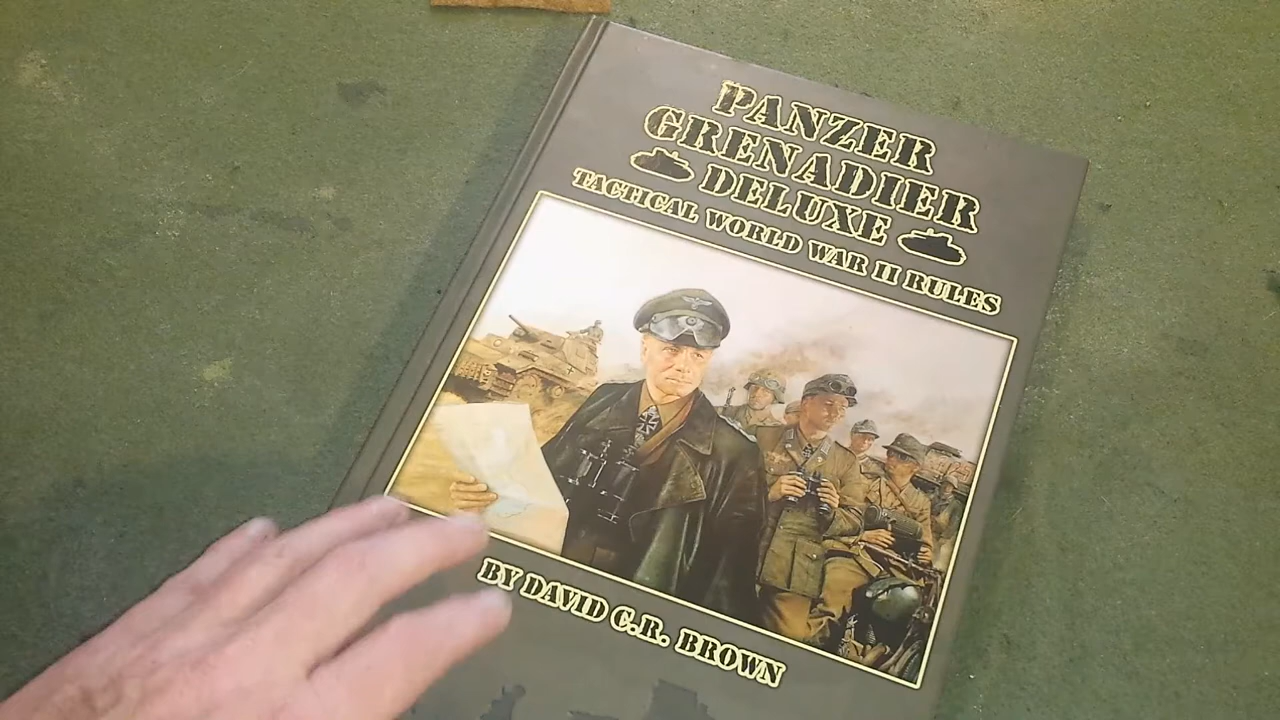 PANZER
GRENADIER
DELUXE
TACTICAL WORLD WAR II RULES
BY DAVID C.R. BROWN